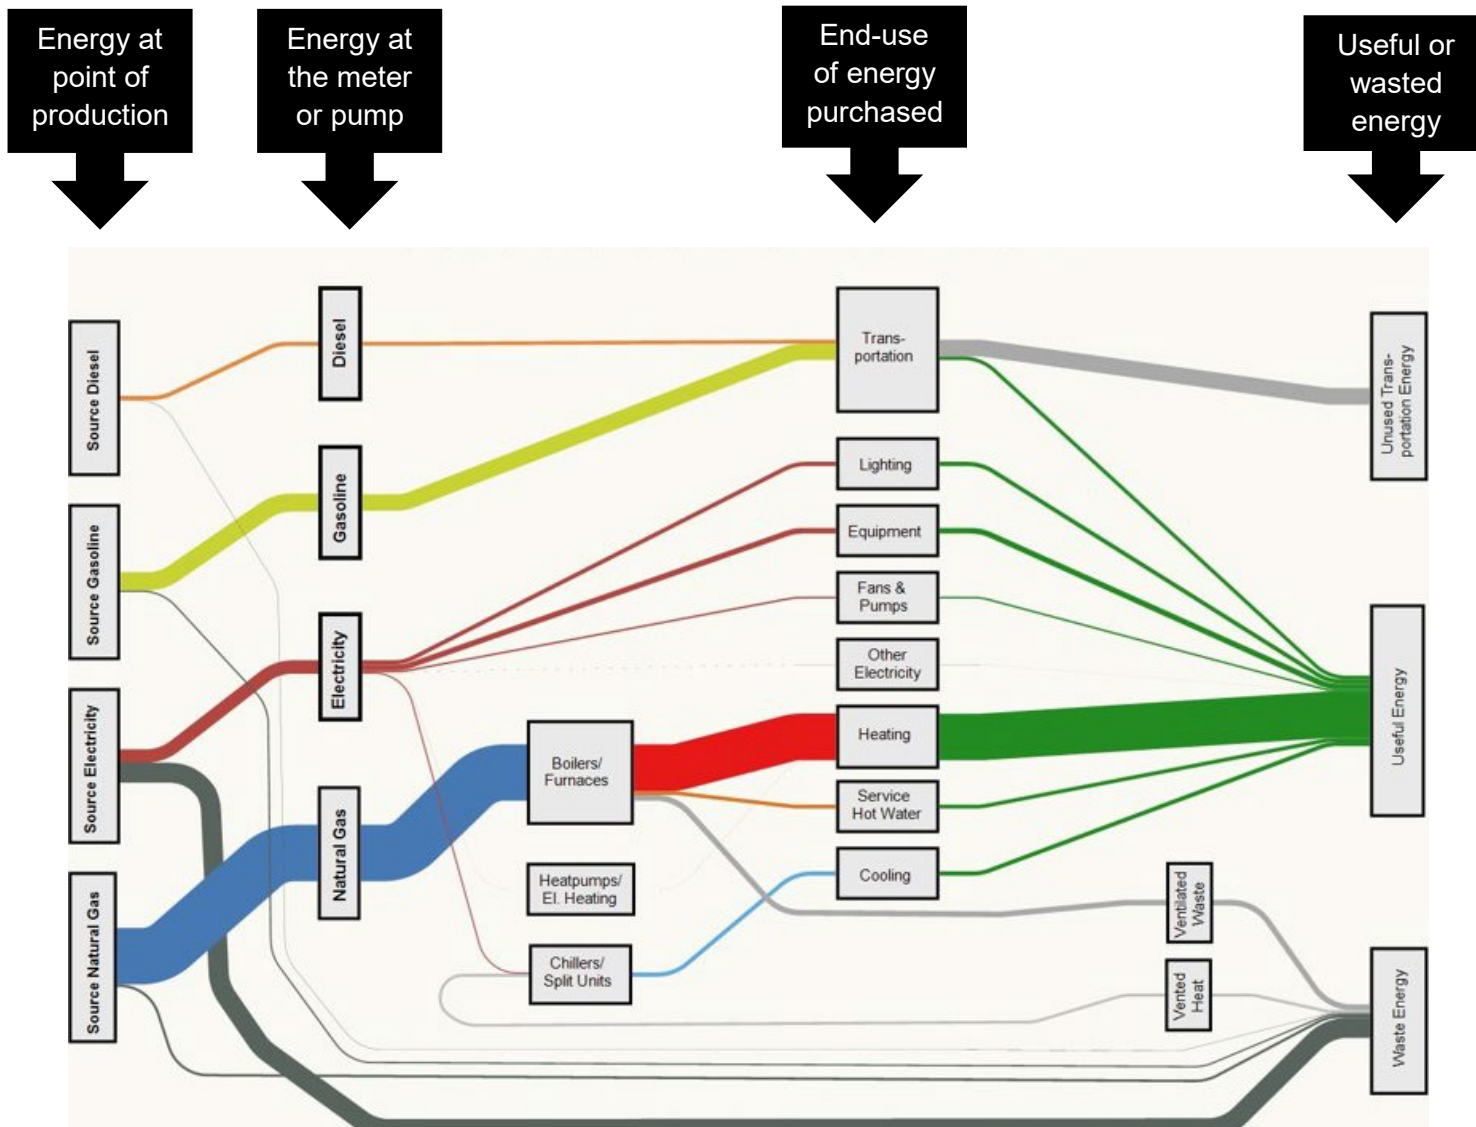 Energy at
point of
production
Energy at
the meter
or pump
End-use
of energy
purchased
Useful or
wasted
energy
Source Diesel
Source Gasoline
Source Electricity
Source Natural Gas
Diesel
Gasoline
Electricity
Natural Gas
Boilers/
Furnaces
Heatpumps/
El. Heating
Chillers/
Split Units
Trans-
portation
Lighting
Equipment
Fans &
Pumps
Other
Electricity
Heating
Service
Hot Water
Cooling
Ventilated
Waste
Vented
Heat
Unused Trans-
portation Energy
Useful Energy
Waste Energy